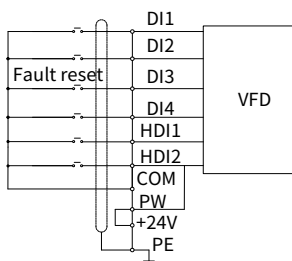 DI1
DI2
Fault reset
DI3
VFD
DI4
HDI1
HDI2
COM
PW
+24V
PE